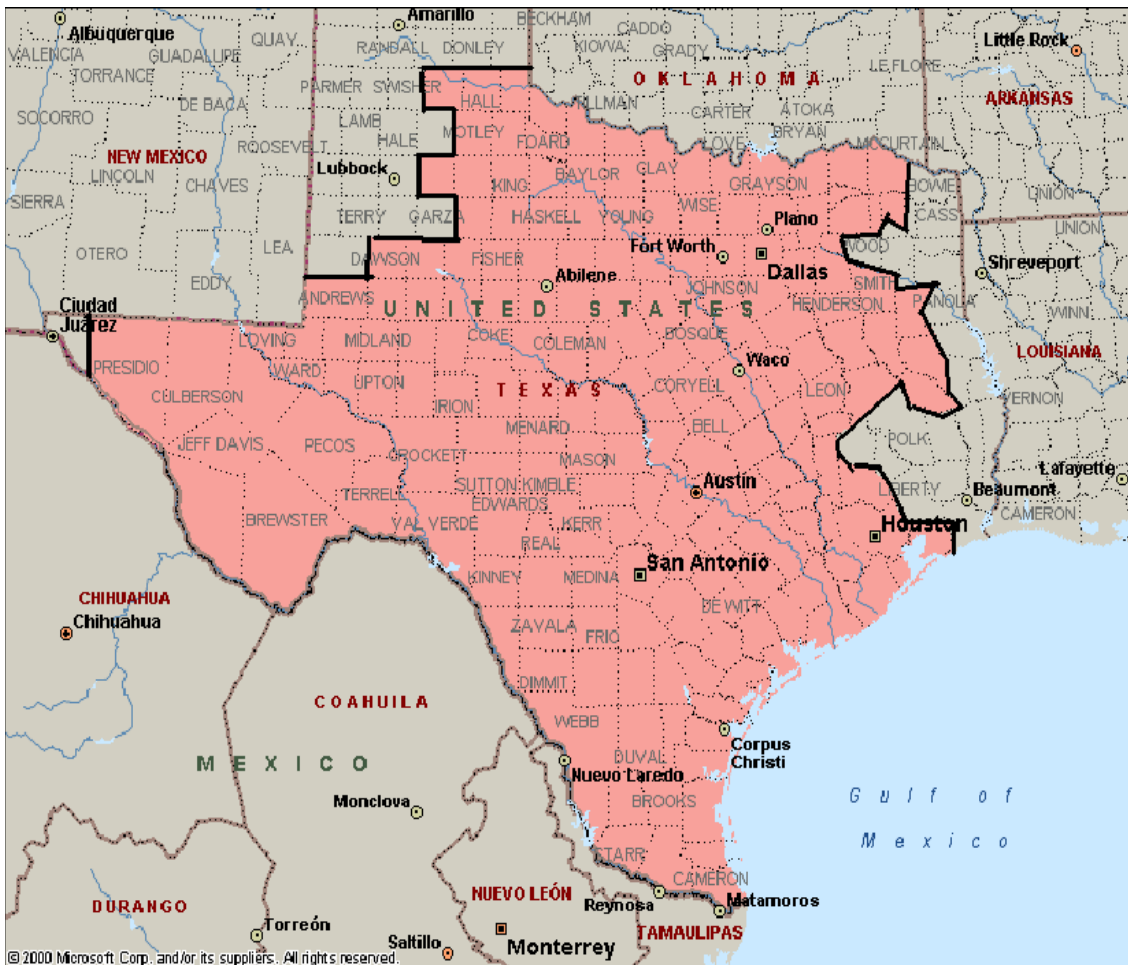 Albuquerque
Amarillo
BECKHAM
CADDO
VALENCIA
GUADALUPE
QUAY
RANDALL
DONLEY
KIOWA
GRADY
Little Rock
TORRANCE
PARMER
SWISHER
OKLAHOMA
LE FLORE
SOCORRO
DE BACA
HALL
TILLMAN
CARTER
ATOKA
ARKANSAS
LAMB
HALE
MOTLEY
FOARD
LOVE
BRYAN
MCCURTAIN
NEW MEXICO
ROOSEVELT
LINCOLN
CHAVES
Lubbock
KING
BAYLOR
CLAY
GRAYSON
BOWIE
UNION
SIERRA
TERRY
GARZA
HASKELL
YOUNG
WISE
Plano
CASS
UNION
OTERO
LEA
DAWSON
FISHER
Fort Worth
Dallas
WOOD
Shreveport
EDDY
Abilene
JOHNSON
SMITH
Ciudad
Juárez
ANDREWS
UNITED STATES
HENDERSON
PANOLA
WINN
LOVING
MIDLAND
COKE
COLEMAN
BOSQUE
LOUISIANA
PRESIDIO
WARD
UPTON
TEXAS
CORYELL
Waco
LEON
VERNON
CULBERSON
IRION
JEFF DAVIS
PECOS
CROCKETT
MENARD
BELL
POLK
MASON
Lafayette
TERRELL
SUTTON
KIMBLE
Austin
LIBERTY
Beaumont
EDWARDS
CAMERON
BREWSTER
VAL VERDE
KERR
Houston
REAL
San Antonio
KINNEY
MEDINA
CHIHUAHUA
Chihuahua
DE WITT
ZAVALA
FRIO
COAHUILA
DIMMIT
WEBB
MEXICO
DUVAL
Corpus
Christi
Nuevo Laredo
Monclova
BROOKS
Gulf of
Mexico
STARR
DURANGO
NUEVO LEÓN
CAMERON
Reynosa
Matamoros
Torreón
Saltillo
Monterrey
TAMAULIPAS
© 2000 Microsoft Corp. and/or its suppliers. All rights reserved.